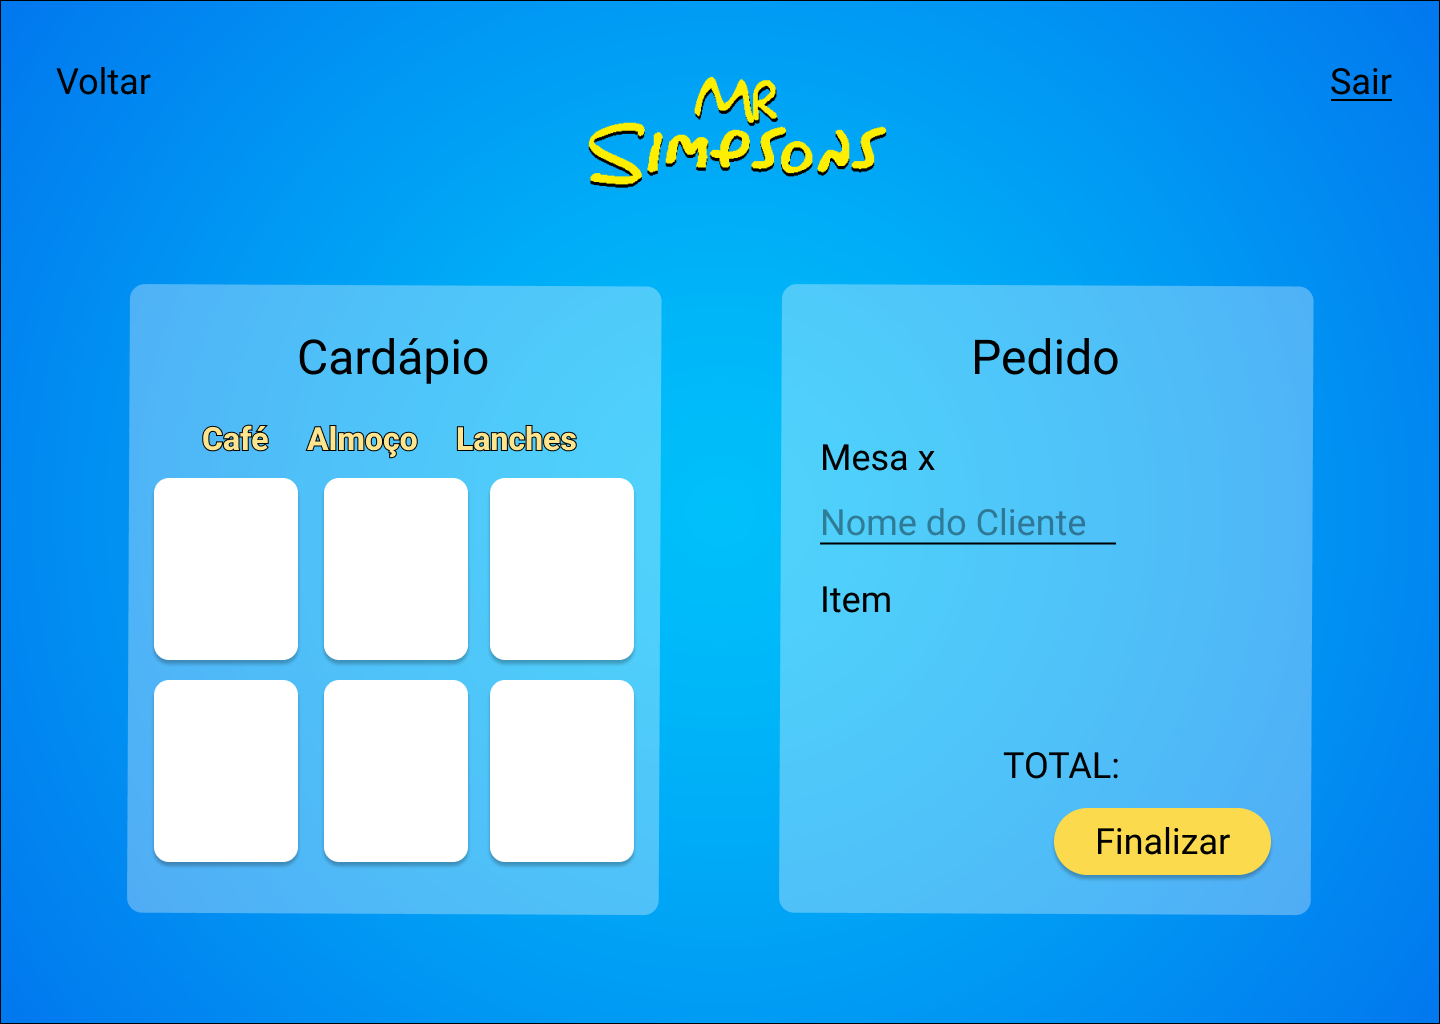 Voltar
Sair
MR
SIMPSONS
Cardápio
Café Almoço Lanches
Pedido
Mesa x
Nome do Cliente
Item
TOTAL:
Finalizar